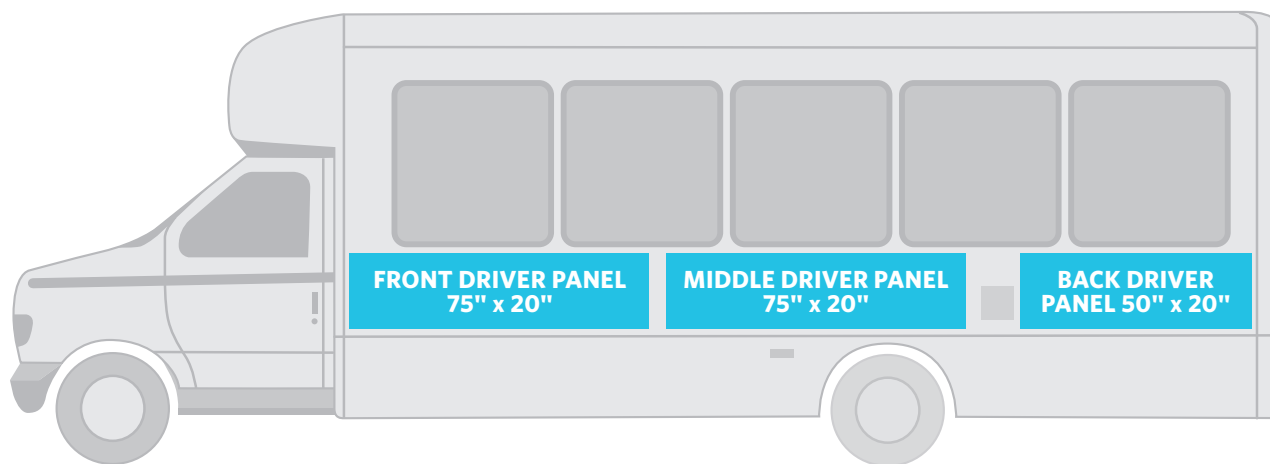 FRONT DRIVER PANEL
75" x 20"
MIDDLE DRIVER PANEL
75" x 20"
BACK DRIVER
PANEL 50" x 20"